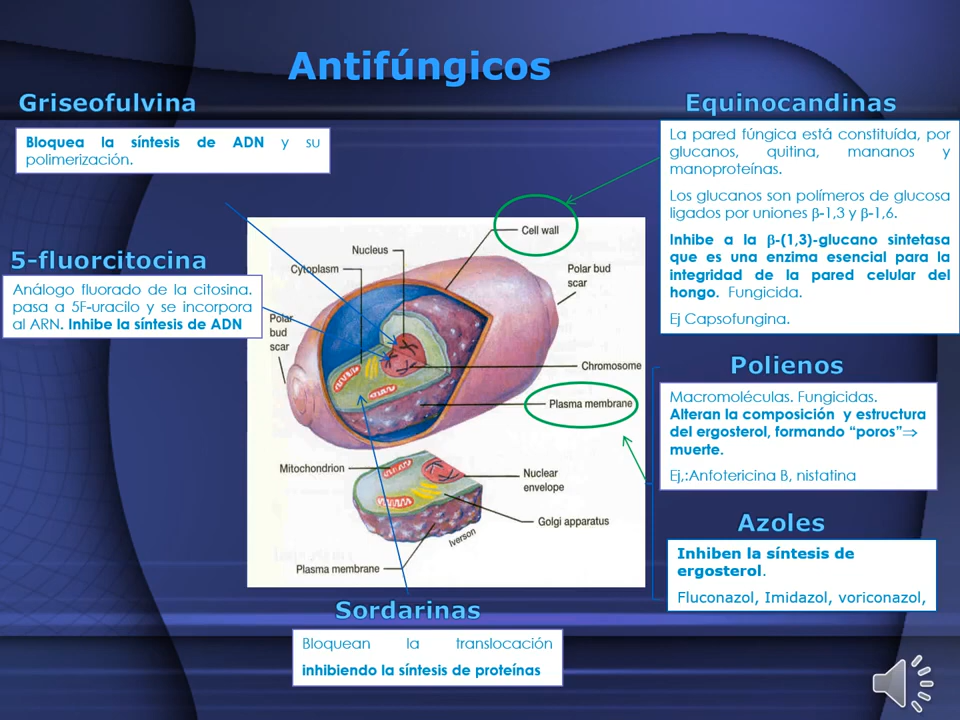 Antifúngicos
Griseofulvina
Bloquea la síntesis de ADN y su
polimerización.
5-fluorcitocina
Análogo fluorado de la citosina.
pasa a 5F-uracilo y se incorpora
al ARN. Inhibe la síntesis de ADN
Equinocandinas
La pared fúngica está constituída, por
glucanos, quitina, mananos y
manoproteínas.
Los glucanos son polímeros de glucosa
ligados por uniones β-1,3 y β-1,6.
Inhibe a la β-(1,3)-glucano sintetasa
que es una enzima esencial para la
integridad de la pared celular del
hongo. Fungicida.
Ej Capsofungina.
Cell wall
Nucleus
Cytoplasm
Polar bud
scar
Polar
bud
scar
Chromosome
Plasma membrane
Mitochondrion
Nuclear
envelope
Golgi apparatus
Iverson
Plasma membrane
Polienos
Macromoléculas. Fungicidas.
Alteran la composición y estructura
del ergosterol, formando “poros”⇒
muerte.
Ej,:Anfotericina B, nistatina
Azoles
Inhiben la síntesis de
ergosterol.
Fluconazol, Imidazol, voriconazol,
Sordarinas
Bloquean la translocación
inhibiendo la síntesis de proteínas